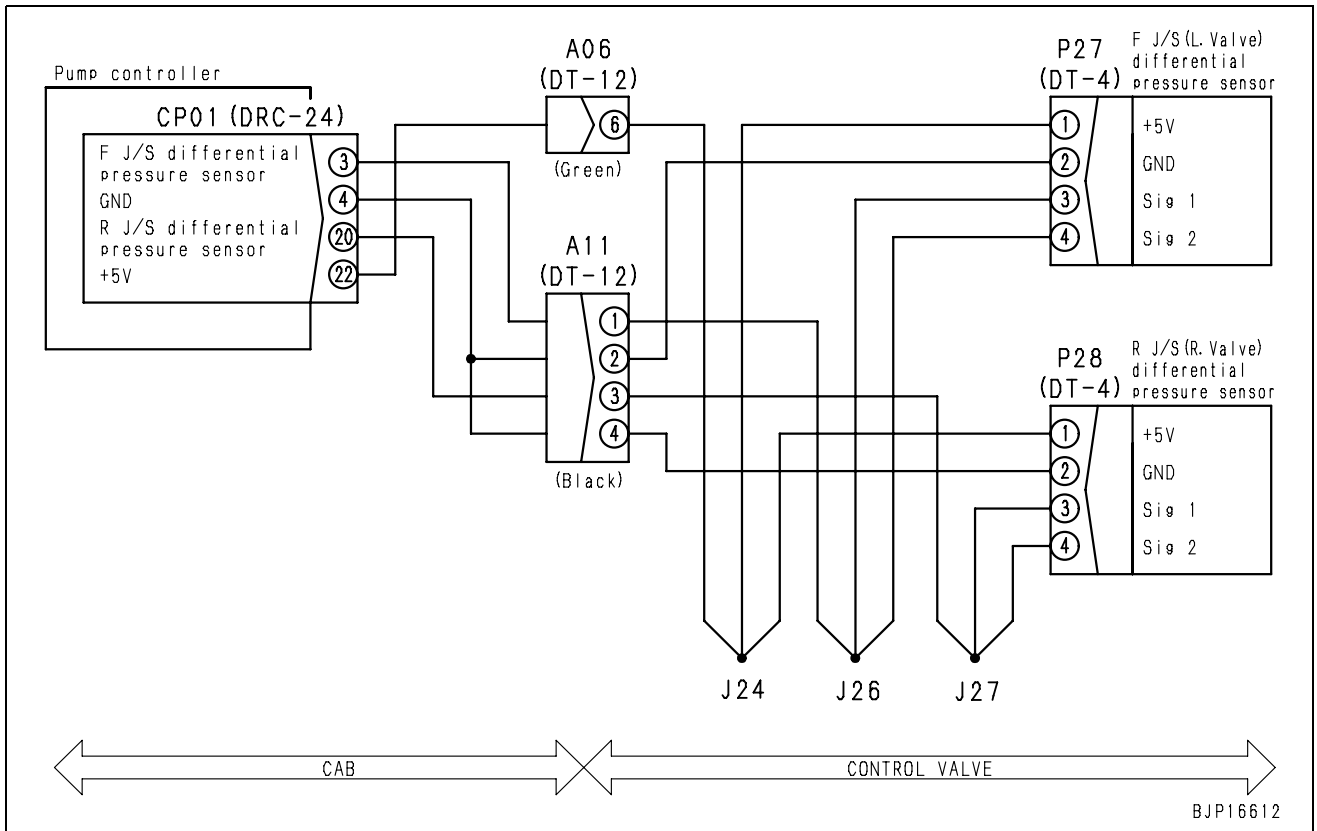 Pump controller
CP01 (DRC-24)
F J/S differential
pressure sensor
3
GND
4
R J/S differential
pressure sensor
20
+5V
22
A06
(DT-12)
6
(Green)
A11
(DT-12)
1
2
3
4
(Black)
P27
(DT-4)
F J/S(L.Valve)
differential
pressure sensor
1
+5V
2
GND
3
Sig 1
4
Sig 2
P28
(DT-4)
R J/S(R.Valve)
differential
pressure sensor
1
+5V
2
GND
3
Sig 1
4
Sig 2
J24
J26
J27
CAB
CONTROL VALVE
BJP16612